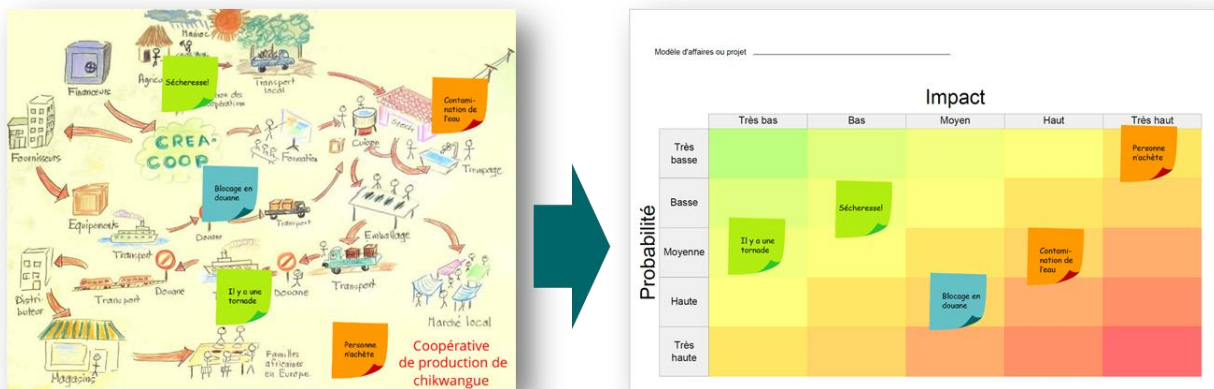 Manioc
Sécheresse!
Transport
local
Financeurs
Contami-
nation de
l'eau
Stock
CREA-
COOP
Formation
Cuison
Trempage
Fournisseurs
Blocage en
douane
Equipements
Transport
Douane
Transport
Emballage
Il y a une
tornade
Distri-
buteur
Transport
Douane
Douane
Transport
Marché local
Personne
n'achète
Magasins
Familles
africaines
en Europe
Coopérative
de production de
chikwangue
Modèle d'affaires ou projet
Impact
Très bas
Bas
Moyen
Haut
Très haut
Probabilité
Très
basse
Personne
n'achète
Basse
Sécheresse!
Moyenne
Il y a une
tornade
Contami-
nation de
l'eau
Haute
Blocage en
douane
Très
haute